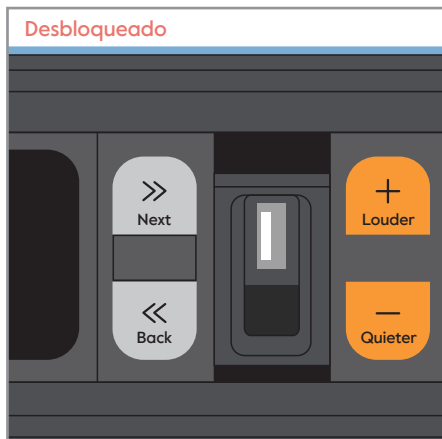 Desbloqueado
>>
Next
+
Louder
<<
Back
−
Quieter